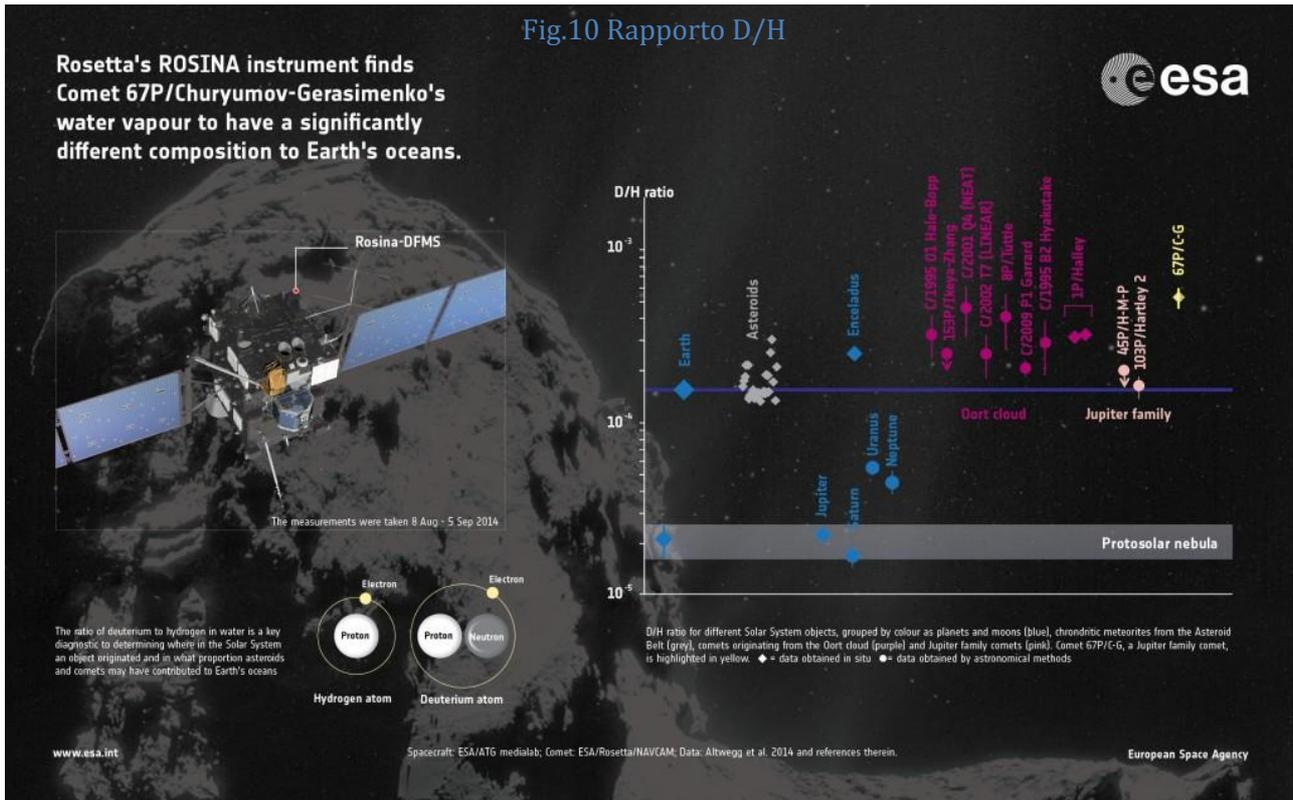 Fig.10 Rapporto D/H
Rosetta's ROSINA instrument finds
Comet 67P/Churyumov-Gerasimenko's
water vapour to have a significantly
different composition to Earth's oceans.
esa
Rosina-DFMS
The measurements were taken 8 Aug - 5 Sep 2014
D/H ratio
10⁻³
10⁻⁴
10⁻⁵
Earth
Asteroids
Enceladus
Jupiter
Saturn
Uranus
Neptune
C/1995 O1 Hale-Bopp
153P/Ikeya-Zhang
C/2001 Q4 (NEAT)
C/2002 T7 (LINEAR)
8P/Tuttle
C/2009 P1 Garrard
C/1995 B2 Hyakutake
1P/Halley
45P/H-M-P
103P/Hartley 2
67P/C-G
Oort cloud
Jupiter family
Protosolar nebula
Electron
Proton
Hydrogen atom
Electron
Proton
Neutron
Deuterium atom
The ratio of deuterium to hydrogen in water is a key
diagnostic to determining where in the Solar System
an object originated and in what proportion asteroids
and comets may have contributed to Earth's oceans
D/H ratio for different Solar System objects, grouped by colour as planets and moons (blue), chrondritic meteorites from the Asteroid
Belt (grey), comets originating from the Oort cloud (purple) and Jupiter family comets (pink). Comet 67P/C-G, a Jupiter family comet,
is highlighted in yellow. ◆ = data obtained in situ ●= data obtained by astronomical methods
www.esa.int
Spacecraft: ESA/ATG medialab; Comet: ESA/Rosetta/NAVCAM; Data: Altwegg et al. 2014 and references therein.
European Space Agency